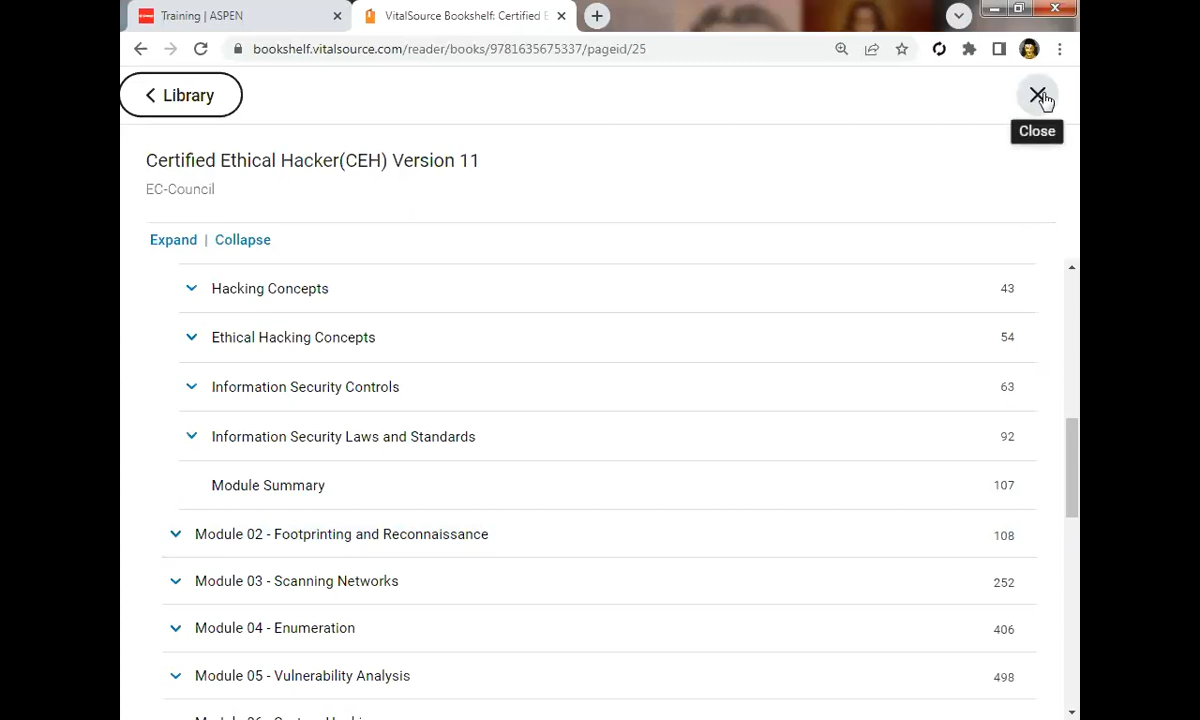 Training | ASPEN
VitalSource Bookshelf: Certified E
bookshelf.vitalsource.com/reader/books/9781635675337/pageid/25
Library
Close
Certified Ethical Hacker(CEH) Version 11
EC-Council
Expand | Collapse
Hacking Concepts 43
Ethical Hacking Concepts 54
Information Security Controls 63
Information Security Laws and Standards 92
Module Summary 107
Module 02 - Footprinting and Reconnaissance 108
Module 03 - Scanning Networks 252
Module 04 - Enumeration 406
Module 05 - Vulnerability Analysis 498